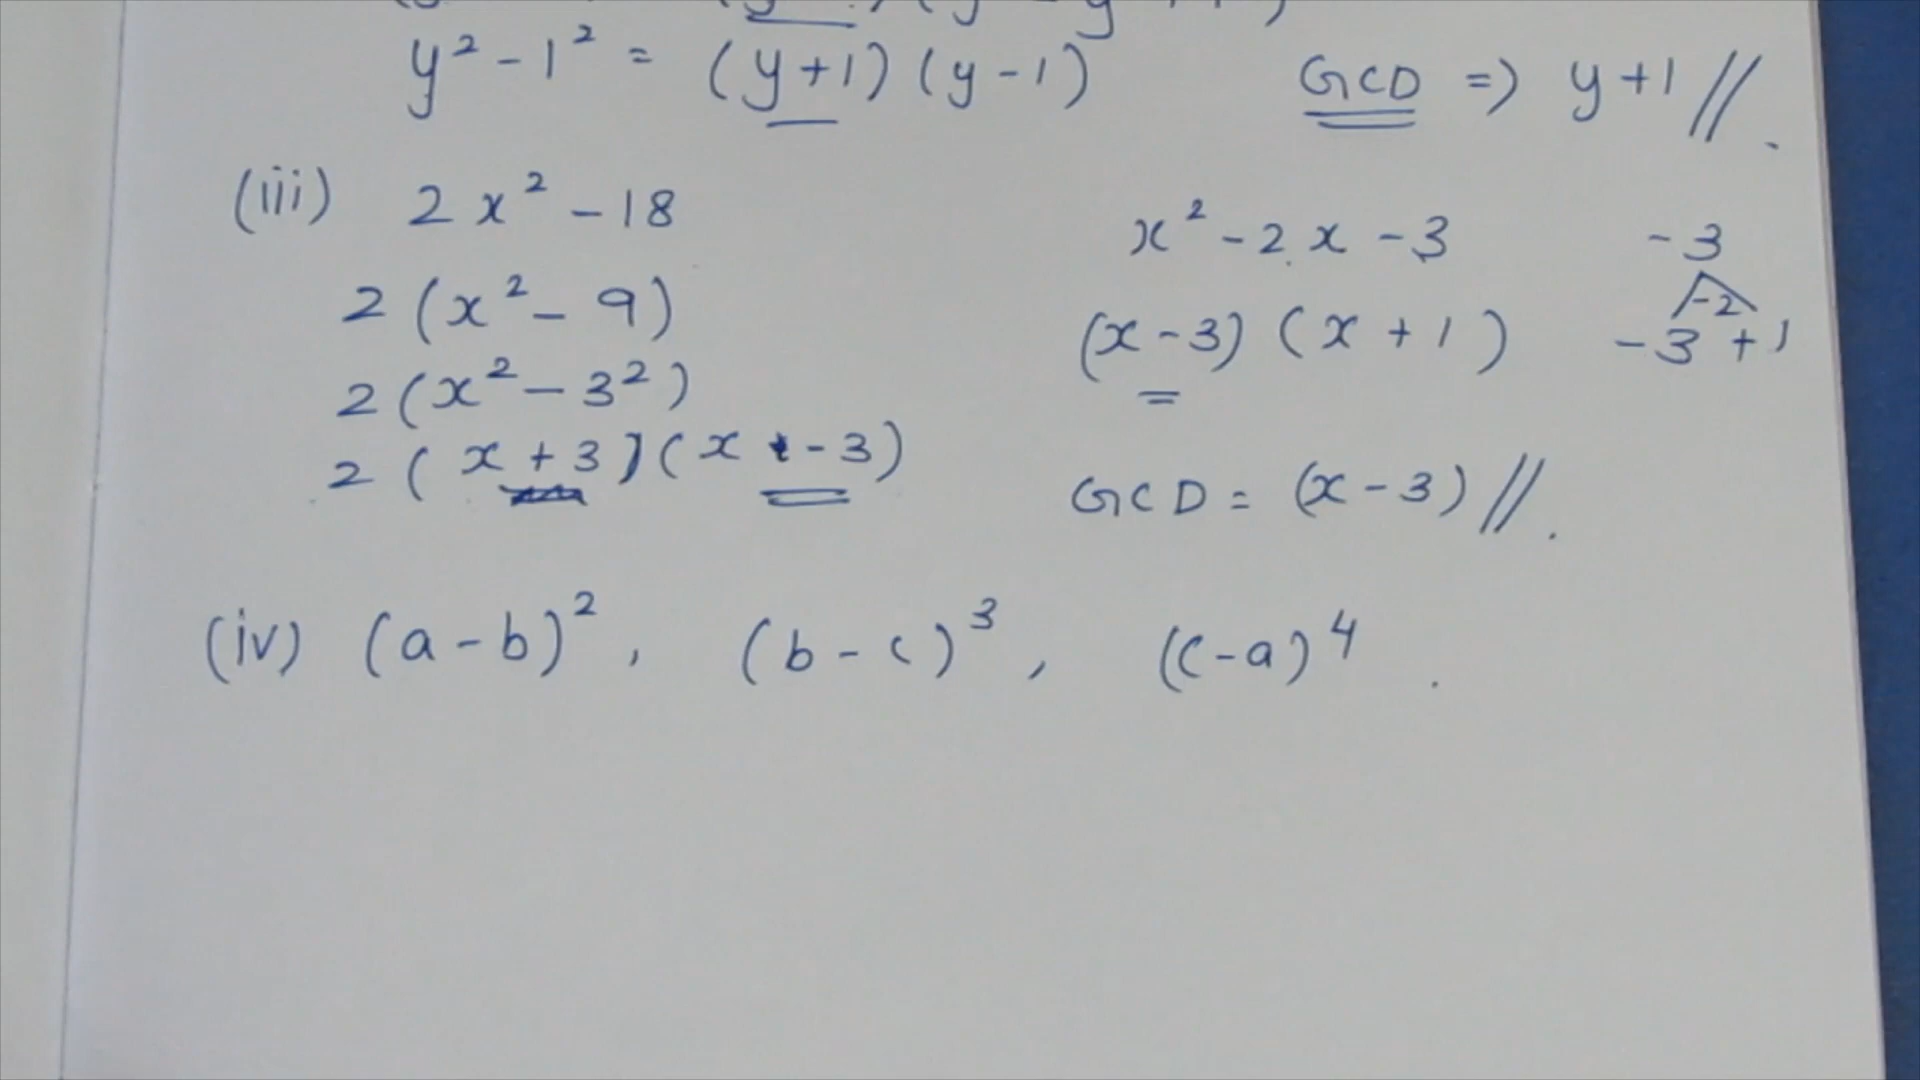 y² - 1² = (y+1) (y-1) GCD => y+1 //.
(iii) 2x² - 18 x² - 2x - 3 -3
2 (x² - 9) -2
(x-3) (x + 1) -3 +1
2 (x² - 3²)
2 (x + 3) (x - 3)
GCD = (x-3) //.
(iv) (a-b)², (b-c)³, (c-a)⁴.